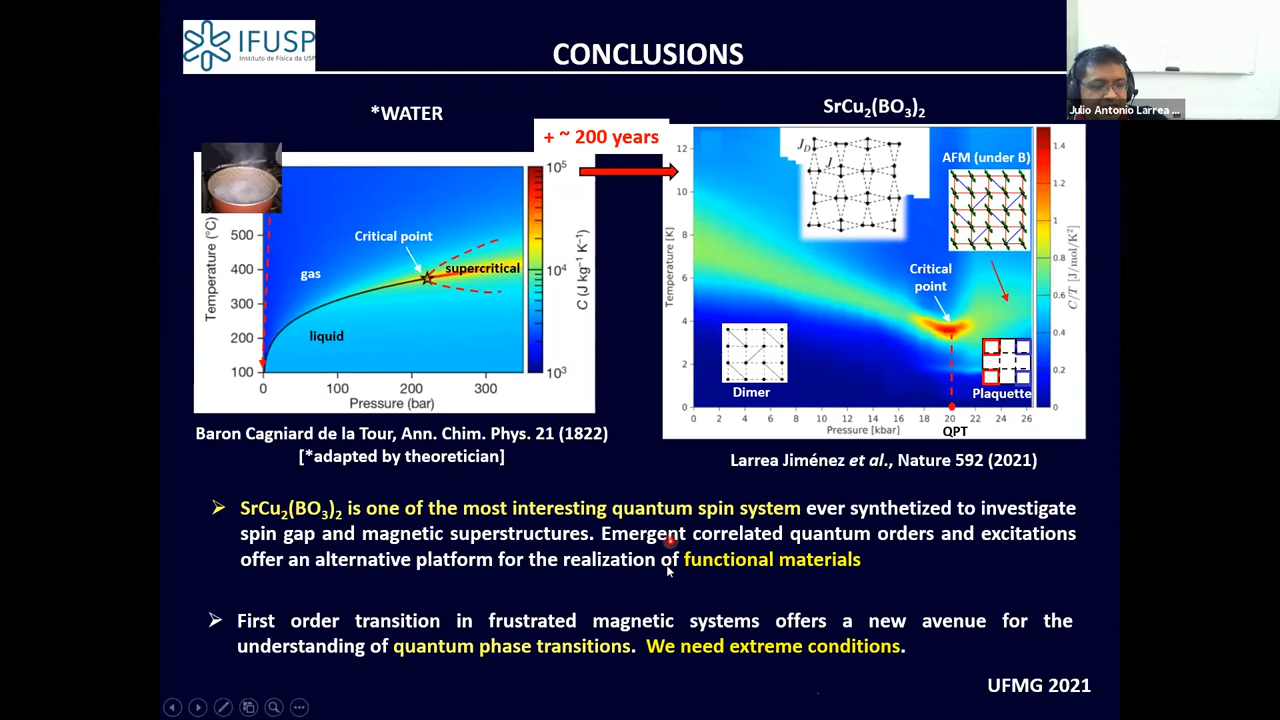 IFUSP
Instituto de Física da USP
CONCLUSIONS
Julio Antonio Larrea ...
*WATER
SrCu₂(BO₃)₂
+ ~ 200 years
Temperature (°C)
500
400
300
200
100
0
100
200
300
Pressure (bar)
Critical point
gas
supercritical
liquid
10⁵
10⁴
10³
C (J kg⁻¹ K⁻¹)
Temperature [K]
12
10
8
6
4
2
0
0 2 4 6 8 10 12 14 16 18 20 22 24 26
Pressure [kbar]
QPT
J_D
J
AFM (under B)
Critical
point
Dimer
Plaquette
1.4
1.2
1
0.8
0.6
0.4
0.2
0
C/T [J/mol/K²]
Baron Cagniard de la Tour, Ann. Chim. Phys. 21 (1822)
[*adapted by theoretician]
Larrea Jiménez et al., Nature 592 (2021)
➢ SrCu₂(BO₃)₂ is one of the most interesting quantum spin system ever synthetized to investigate
spin gap and magnetic superstructures. Emergent correlated quantum orders and excitations
offer an alternative platform for the realization of functional materials
➢ First order transition in frustrated magnetic systems offers a new avenue for the
understanding of quantum phase transitions. We need extreme conditions.
UFMG 2021